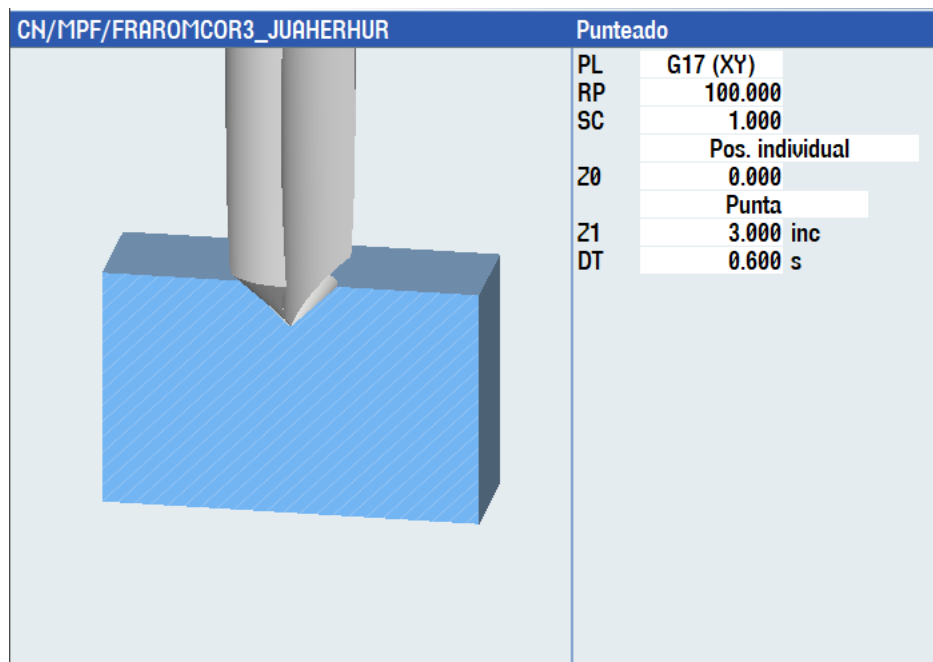 CN/MPF/FRAROMCOR3_JUAHERHUR
Punteado
PL G17 (XY)
RP 100.000
SC 1.000
Pos. individual
Z0 0.000
Punta
Z1 3.000 inc
DT 0.600 s